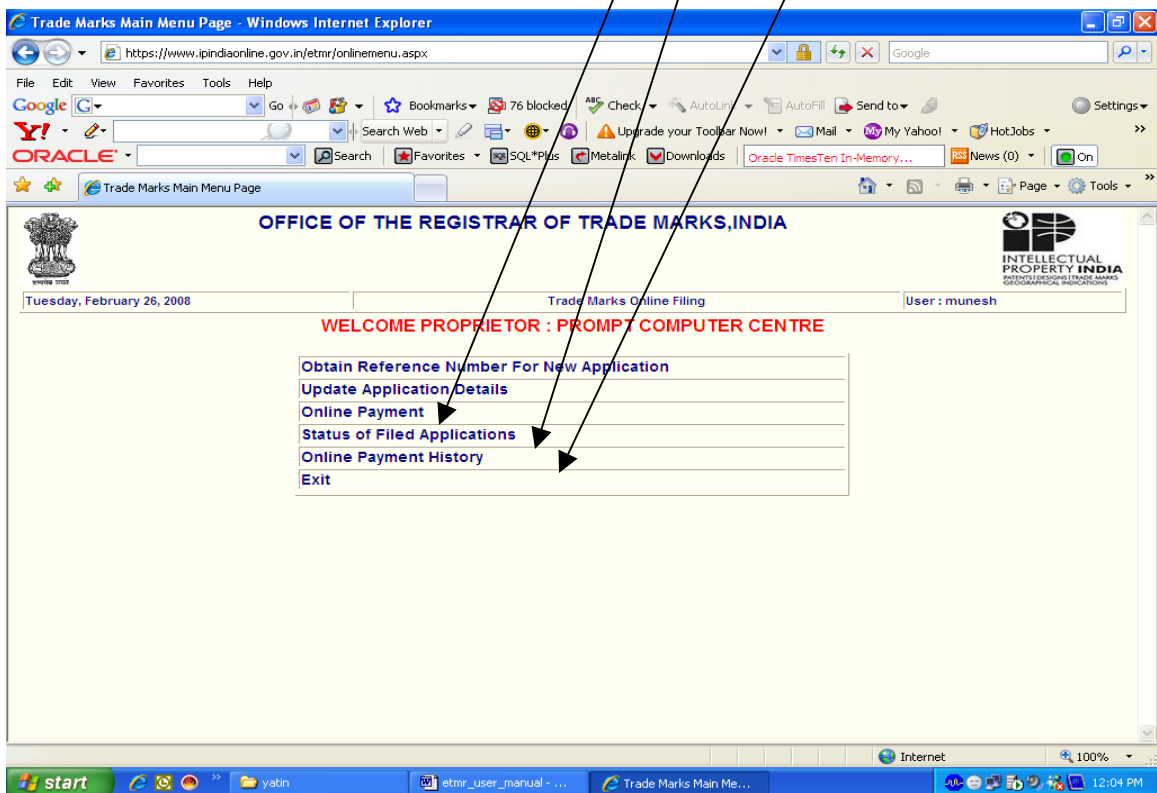 Trade Marks Main Menu Page - Windows Internet Explorer
https://www.ipindiaonline.gov.in/etmr/onlinemenu.aspx Google
File Edit View Favorites Tools Help
Google G Go Bookmarks 76 blocked ABC Check AutoLink AutoFill Send to Settings
Y! Search Web Upgrade your Toolbar Now! Mail My Yahoo! HotJobs >>
ORACLE Search Favorites SQL*Plus Metalink Downloads Oracle TimesTen In-Memory... RSS News (0) On
Trade Marks Main Menu Page Page Tools >>
OFFICE OF THE REGISTRAR OF TRADE MARKS,INDIA
सत्यमेव जयते
INTELLECTUAL
PROPERTY INDIA
PATENTS | DESIGNS | TRADE MARKS
GEOGRAPHICAL INDICATIONS
Tuesday, February 26, 2008 Trade Marks Online Filing User : munesh
WELCOME PROPRIETOR : PROMPT COMPUTER CENTRE
Obtain Reference Number For New Application
Update Application Details
Online Payment
Status of Filed Applications
Online Payment History
Exit
Internet 100%
start >> yatin etmr_user_manual - ... Trade Marks Main Me... 12:04 PM